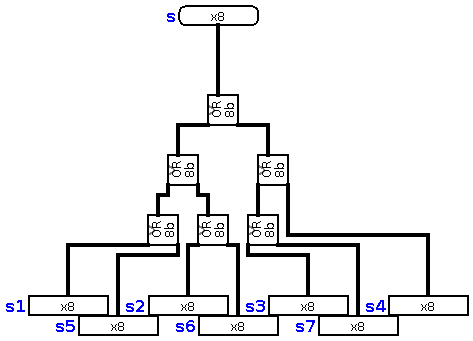 s x8
OR 8b
OR 8b
OR 8b
OR 8b
OR 8b
OR 8b
s1 x8
s2 x8
s3 x8
s4 x8
s5 x8
s6 x8
s7 x8